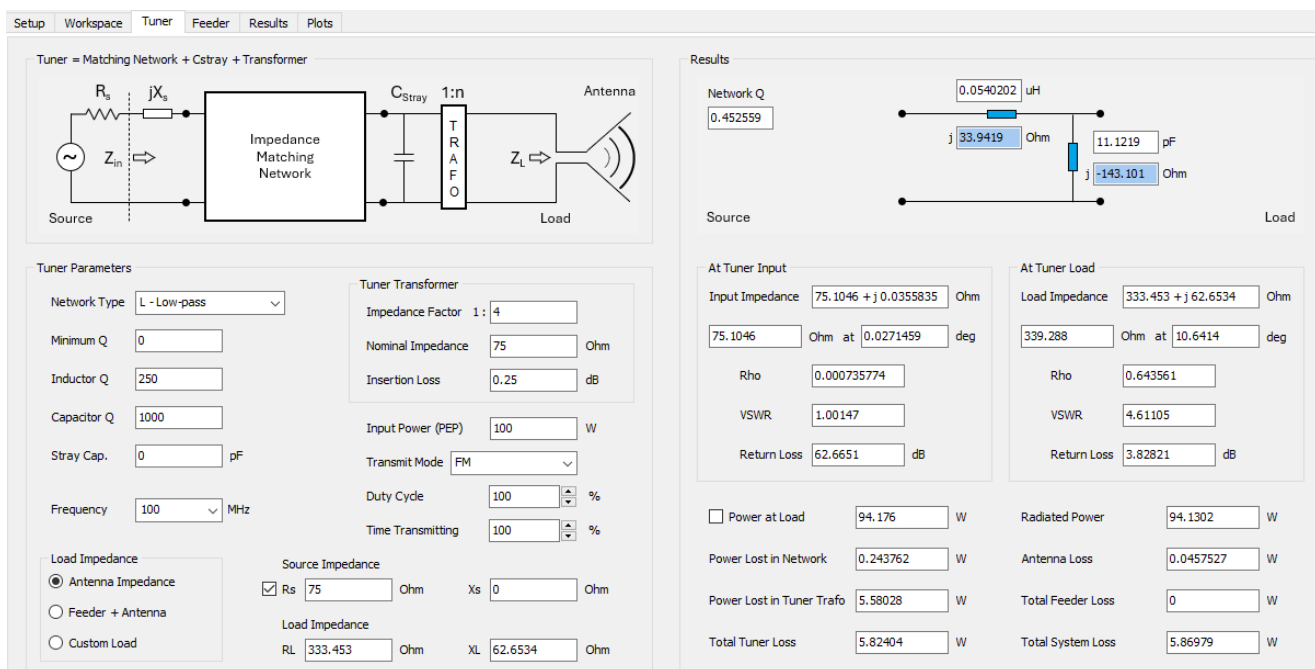 Setup Workspace Tuner Feeder Results Plots
Tuner = Matching Network + Cstray + Transformer
Rs jXs CStray 1:n Antenna
Impedance
Matching
Network
T
R
A
F
O
Zin ZL
Source Load
Tuner Parameters
Network Type L - Low-pass
Minimum Q 0
Inductor Q 250
Capacitor Q 1000
Stray Cap. 0 pF
Frequency 100 MHz
Tuner Transformer
Impedance Factor 1 : 4
Nominal Impedance 75 Ohm
Insertion Loss 0.25 dB
Input Power (PEP) 100 W
Transmit Mode FM
Duty Cycle 100 %
Time Transmitting 100 %
Load Impedance
Antenna Impedance
Feeder + Antenna
Custom Load
Source Impedance
Rs 75 Ohm Xs 0 Ohm
Load Impedance
RL 333.453 Ohm XL 62.6534 Ohm
Results
Network Q
0.452559
0.0540202 uH
j 33.9419 Ohm
11.1219 pF
j -143.101 Ohm
Source Load
At Tuner Input
Input Impedance 75.1046 + j 0.0355835 Ohm
75.1046 Ohm at 0.0271459 deg
Rho 0.000735774
VSWR 1.00147
Return Loss 62.6651 dB
At Tuner Load
Load Impedance 333.453 + j 62.6534 Ohm
339.288 Ohm at 10.6414 deg
Rho 0.643561
VSWR 4.61105
Return Loss 3.82821 dB
Power at Load 94.176 W Radiated Power 94.1302 W
Power Lost in Network 0.243762 W Antenna Loss 0.0457527 W
Power Lost in Tuner Trafo 5.58028 W Total Feeder Loss 0 W
Total Tuner Loss 5.82404 W Total System Loss 5.86979 W